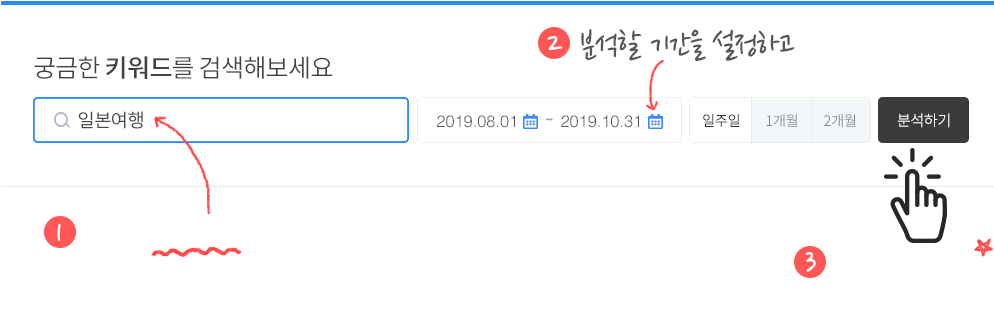 2 분석할 기간을 설정하고
궁금한 키워드를 검색해보세요
일본여행 2019.08.01 - 2019.10.31 일주일 1개월 2개월 분석하기
1
3